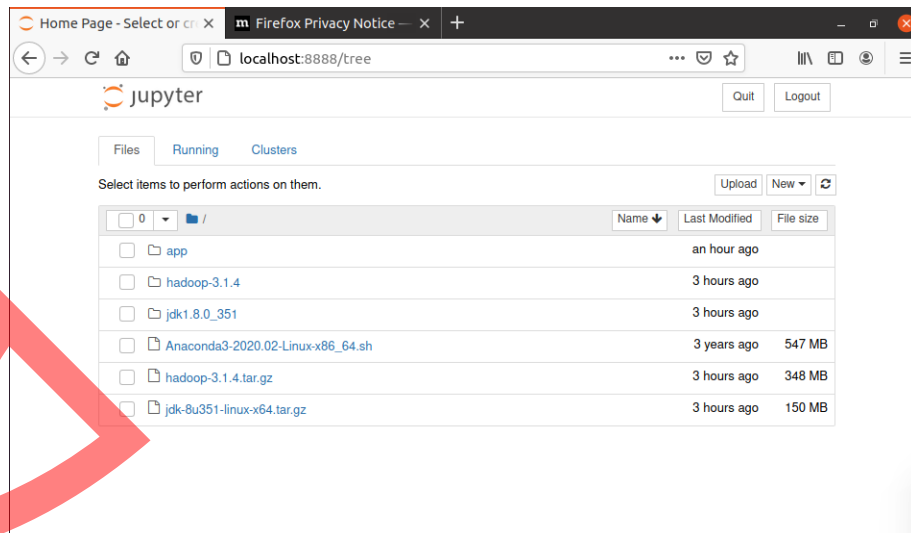 Home Page - Select or cr
m Firefox Privacy Notice —
localhost:8888/tree
jupyter
Quit
Logout
Files
Running
Clusters
Select items to perform actions on them.
Upload
New
0
/
Name
Last Modified
File size
app
an hour ago
hadoop-3.1.4
3 hours ago
jdk1.8.0_351
3 hours ago
Anaconda3-2020.02-Linux-x86_64.sh
3 years ago
547 MB
hadoop-3.1.4.tar.gz
3 hours ago
348 MB
jdk-8u351-linux-x64.tar.gz
3 hours ago
150 MB